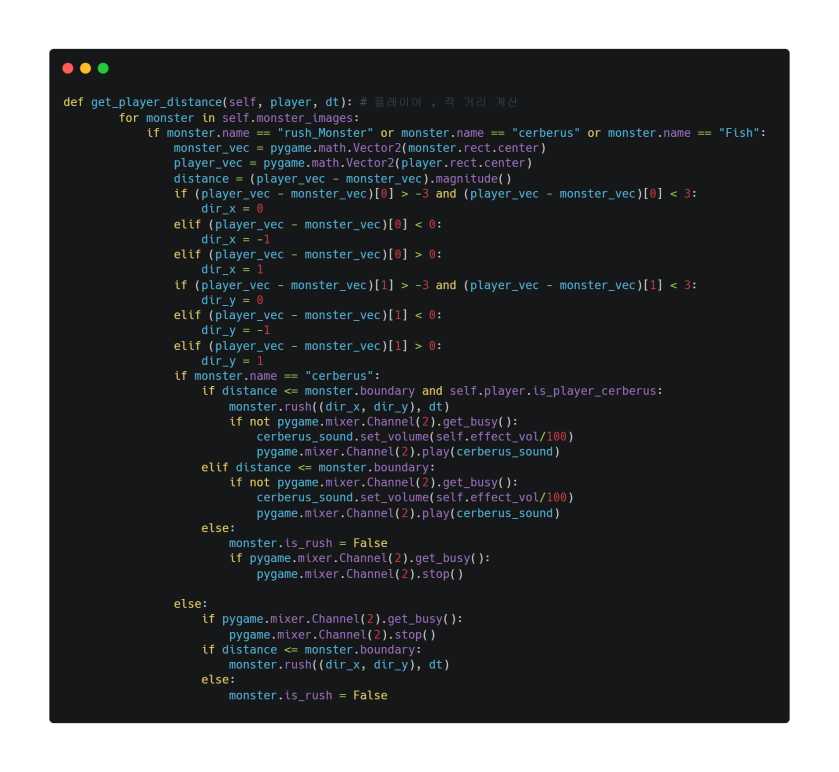 def get_player_distance(self, player, dt): # 플레이어 , 적 거리 계산
        for monster in self.monster_images:
            if monster.name == "rush_Monster" or monster.name == "cerberus" or monster.name == "Fish":
                monster_vec = pygame.math.Vector2(monster.rect.center)
                player_vec = pygame.math.Vector2(player.rect.center)
                distance = (player_vec - monster_vec).magnitude()
                if (player_vec - monster_vec)[0] > -3 and (player_vec - monster_vec)[0] < 3:
                    dir_x = 0
                elif (player_vec - monster_vec)[0] < 0:
                    dir_x = -1
                elif (player_vec - monster_vec)[0] > 0:
                    dir_x = 1
                if (player_vec - monster_vec)[1] > -3 and (player_vec - monster_vec)[1] < 3:
                    dir_y = 0
                elif (player_vec - monster_vec)[1] < 0:
                    dir_y = -1
                elif (player_vec - monster_vec)[1] > 0:
                    dir_y = 1
                if monster.name == "cerberus":
                    if distance <= monster.boundary and self.player.is_player_cerberus:
                        monster.rush((dir_x, dir_y), dt)
                        if not pygame.mixer.Channel(2).get_busy():
                            cerberus_sound.set_volume(self.effect_vol/100)
                            pygame.mixer.Channel(2).play(cerberus_sound)
                    elif distance <= monster.boundary:
                        if not pygame.mixer.Channel(2).get_busy():
                            cerberus_sound.set_volume(self.effect_vol/100)
                            pygame.mixer.Channel(2).play(cerberus_sound)
                    else:
                        monster.is_rush = False
                        if pygame.mixer.Channel(2).get_busy():
                            pygame.mixer.Channel(2).stop()
                else:
                    if pygame.mixer.Channel(2).get_busy():
                        pygame.mixer.Channel(2).stop()
                    if distance <= monster.boundary:
                        monster.rush((dir_x, dir_y), dt)
                    else:
                        monster.is_rush = False